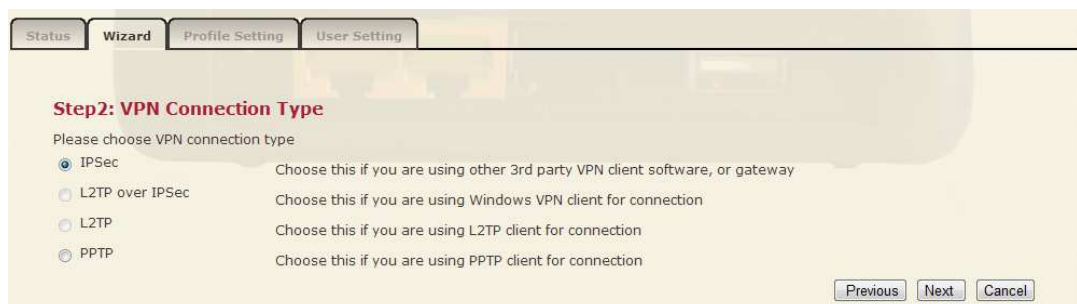 Status Wizard Profile Setting User Setting
Step2: VPN Connection Type
Please choose VPN connection type
IPSec Choose this if you are using other 3rd party VPN client software, or gateway
L2TP over IPSec Choose this if you are using Windows VPN client for connection
L2TP Choose this if you are using L2TP client for connection
PPTP Choose this if you are using PPTP client for connection
Previous Next Cancel